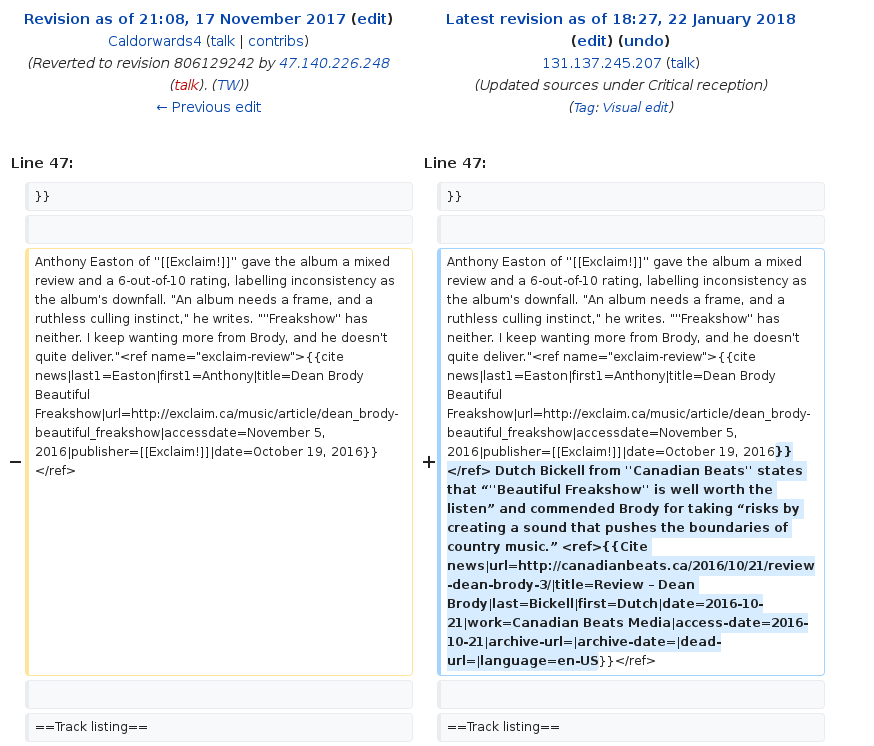 Revision as of 21:08, 17 November 2017 (edit)
Caldorwards4 (talk | contribs)
(Reverted to revision 806129242 by 47.140.226.248
(talk). (TW))
← Previous edit
Latest revision as of 18:27, 22 January 2018
(edit) (undo)
131.137.245.207 (talk)
(Updated sources under Critical reception)
(Tag: Visual edit)
Line 47:
Line 47:
}}
}}
−
Anthony Easton of ''[[Exclaim!]]'' gave the album a mixed
review and a 6-out-of-10 rating, labelling inconsistency as
the album's downfall. "An album needs a frame, and a
ruthless culling instinct," he writes. "''Freakshow'' has
neither. I keep wanting more from Brody, and he doesn't
quite deliver."<ref name="exclaim-review">{{cite
news|last1=Easton|first1=Anthony|title=Dean Brody
Beautiful
Freakshow|url=http://exclaim.ca/music/article/dean_brody-
beautiful_freakshow|accessdate=November 5,
2016|publisher=[[Exclaim!]]|date=October 19, 2016}}
</ref>
+
Anthony Easton of ''[[Exclaim!]]'' gave the album a mixed
review and a 6-out-of-10 rating, labelling inconsistency as
the album's downfall. "An album needs a frame, and a
ruthless culling instinct," he writes. "''Freakshow'' has
neither. I keep wanting more from Brody, and he doesn't
quite deliver."<ref name="exclaim-review">{{cite
news|last1=Easton|first1=Anthony|title=Dean Brody
Beautiful
Freakshow|url=http://exclaim.ca/music/article/dean_brody-
beautiful_freakshow|accessdate=November 5,
2016|publisher=[[Exclaim!]]|date=October 19, 2016}}
</ref> Dutch Bickell from ''Canadian Beats'' states
that “''Beautiful Freakshow'' is well worth the
listen” and commended Brody for taking “risks by
creating a sound that pushes the boundaries of
country music.” <ref>{{Cite
news|url=http://canadianbeats.ca/2016/10/21/review
-dean-brody-3/|title=Review – Dean
Brody|last=Bickell|first=Dutch|date=2016-10-
21|work=Canadian Beats Media|access-date=2016-
10-21|archive-url=|archive-date=|dead-
url=|language=en-US}}</ref>
==Track listing==
==Track listing==